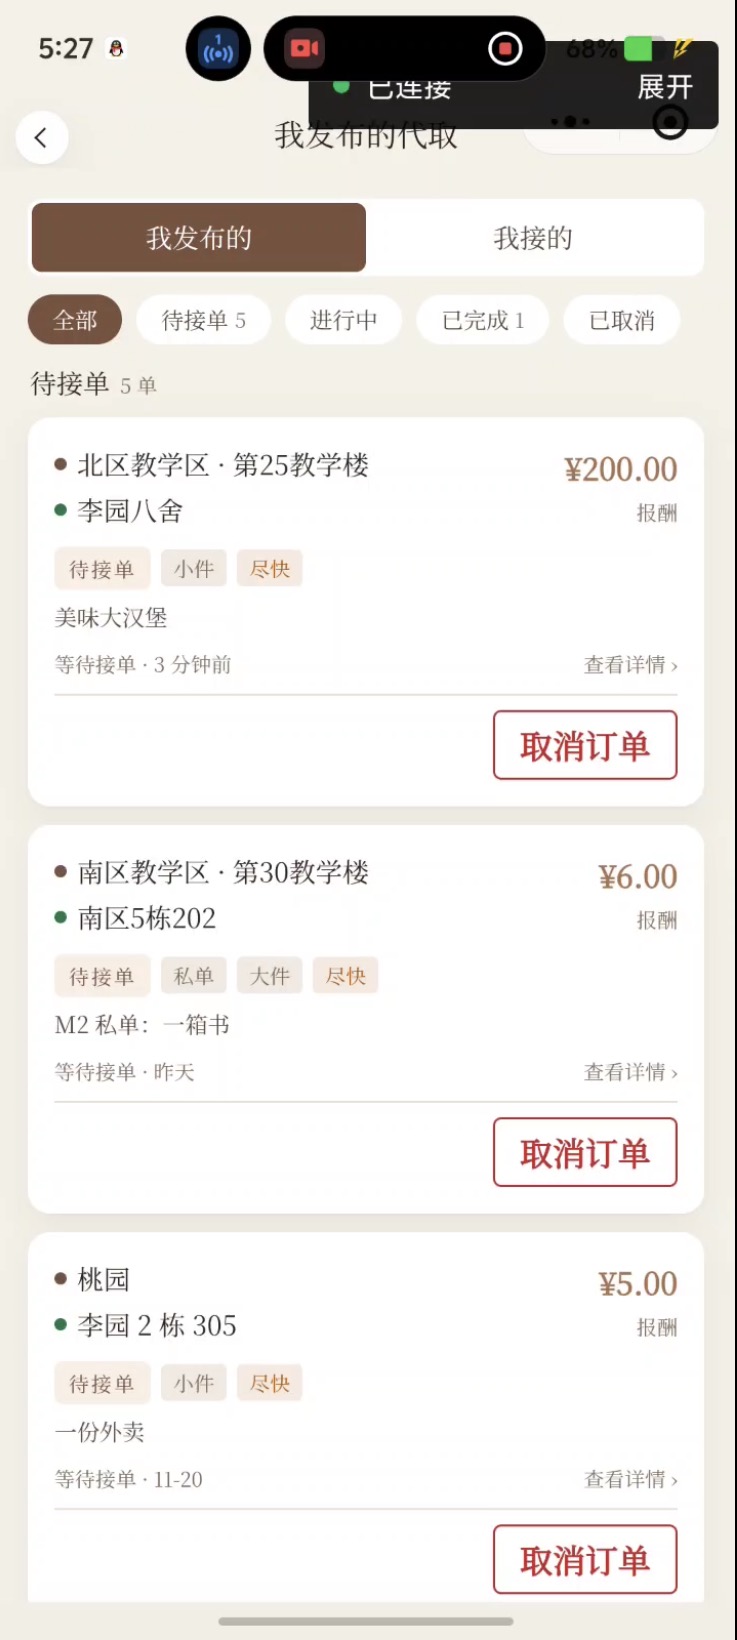 5:27
1
68%
已连接
展开
我发布的代取
我发布的
我接的
全部
待接单 5
进行中
已完成 1
已取消
待接单 5 单
北区教学区 · 第25教学楼
¥200.00
李园八舍
报酬
待接单
小件
尽快
美味大汉堡
等待接单 · 3 分钟前
查看详情 ›
取消订单
南区教学区 · 第30教学楼
¥6.00
南区5栋202
报酬
待接单
私单
大件
尽快
M2 私单：一箱书
等待接单 · 昨天
查看详情 ›
取消订单
桃园
¥5.00
李园 2 栋 305
报酬
待接单
小件
尽快
一份外卖
等待接单 · 11-20
查看详情 ›
取消订单